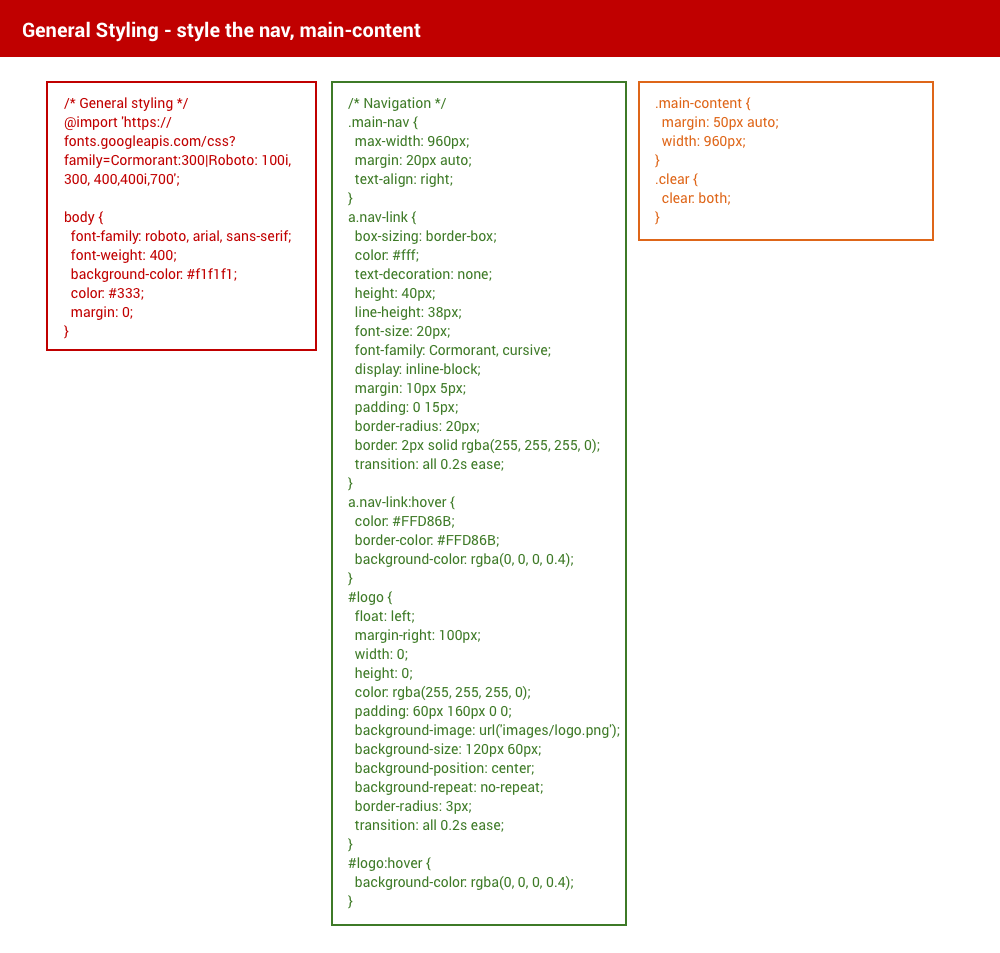 General Styling - style the nav, main-content
/* General styling */
@import 'https://
fonts.googleapis.com/css?
family=Cormorant:300|Roboto: 100i,
300, 400,400i,700';
body {
font-family: roboto, arial, sans-serif;
font-weight: 400;
background-color: #f1f1f1;
color: #333;
margin: 0;
}
/* Navigation */
.main-nav {
max-width: 960px;
margin: 20px auto;
text-align: right;
}
a.nav-link {
box-sizing: border-box;
color: #fff;
text-decoration: none;
height: 40px;
line-height: 38px;
font-size: 20px;
font-family: Cormorant, cursive;
display: inline-block;
margin: 10px 5px;
padding: 0 15px;
border-radius: 20px;
border: 2px solid rgba(255, 255, 255, 0);
transition: all 0.2s ease;
}
a.nav-link:hover {
color: #FFD86B;
border-color: #FFD86B;
background-color: rgba(0, 0, 0, 0.4);
}
#logo {
float: left;
margin-right: 100px;
width: 0;
height: 0;
color: rgba(255, 255, 255, 0);
padding: 60px 160px 0 0;
background-image: url('images/logo.png');
background-size: 120px 60px;
background-position: center;
background-repeat: no-repeat;
border-radius: 3px;
transition: all 0.2s ease;
}
#logo:hover {
background-color: rgba(0, 0, 0, 0.4);
}
.main-content {
margin: 50px auto;
width: 960px;
}
.clear {
clear: both;
}